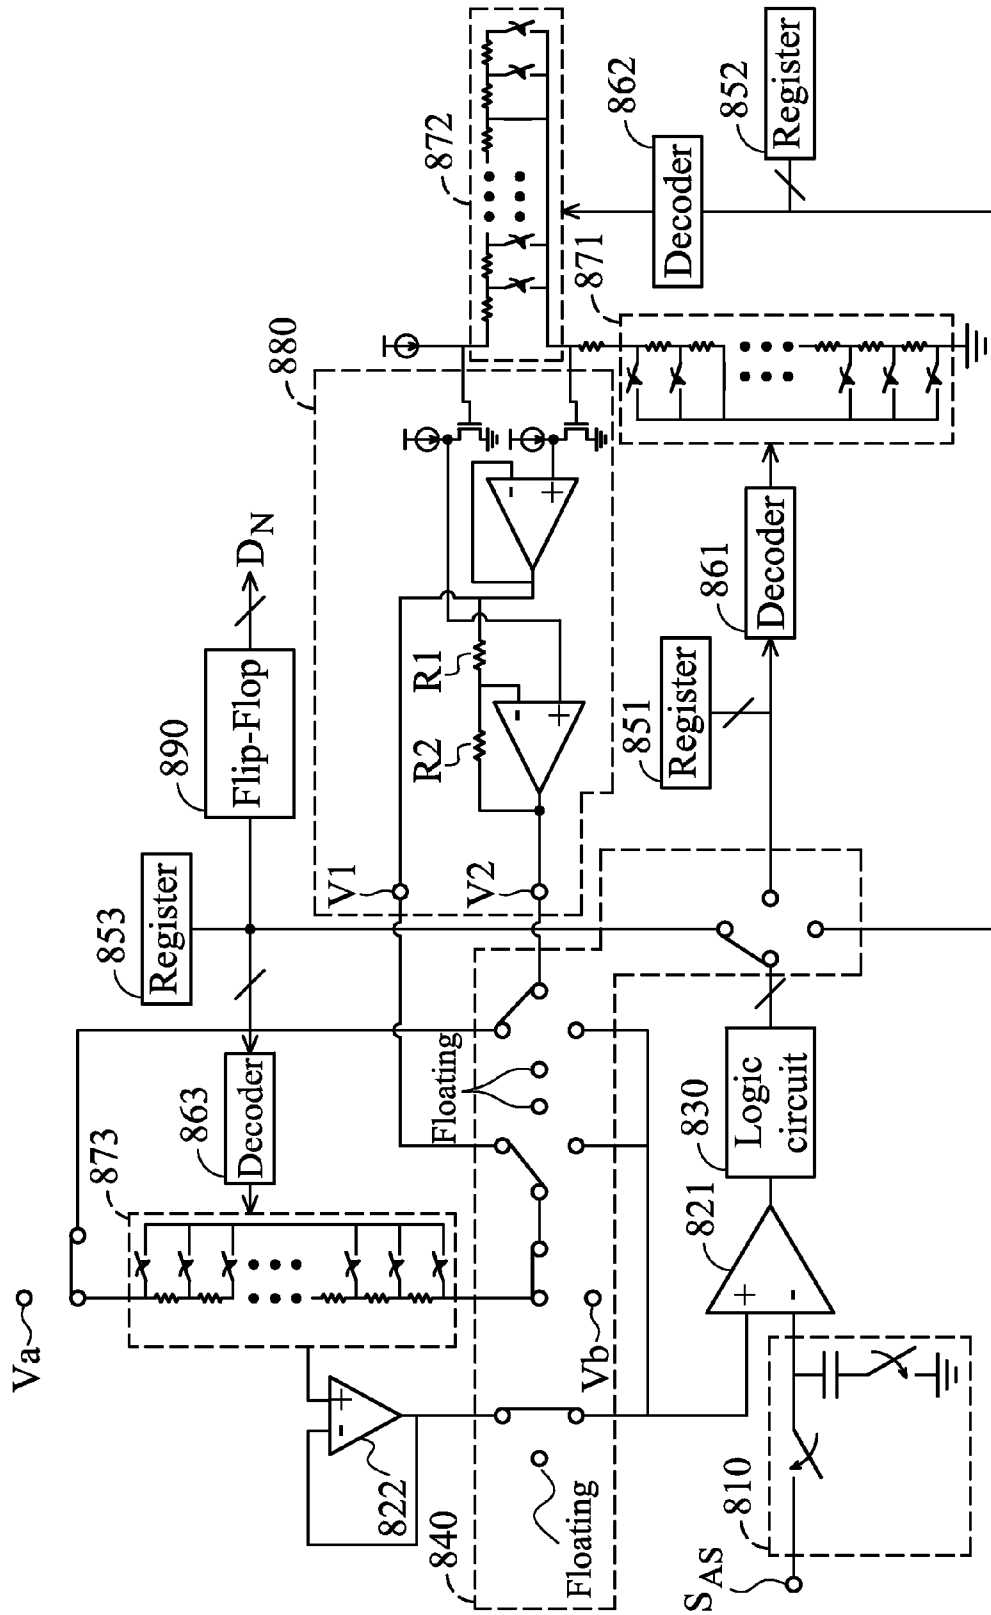 Va
873
863
Decoder
853
Register
890
Flip-Flop
D_N
880
872
862
Decoder
852
Register
822
840
Floating
Floating
Vb
V1
V2
R1
R2
-
+
-
+
-
+
871
861
Decoder
851
Register
830
Logic
circuit
821
+
-
810
S_AS